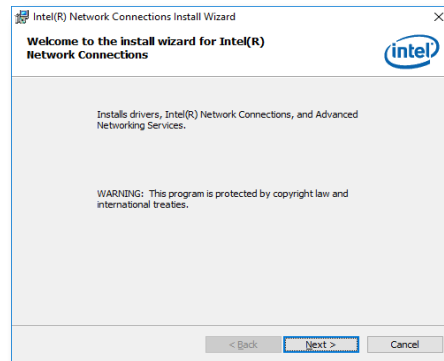 Intel(R) Network Connections Install Wizard
Welcome to the install wizard for Intel(R)
Network Connections
intel
Installs drivers, Intel(R) Network Connections, and Advanced
Networking Services.
WARNING: This program is protected by copyright law and
international treaties.
< Back
Next >
Cancel